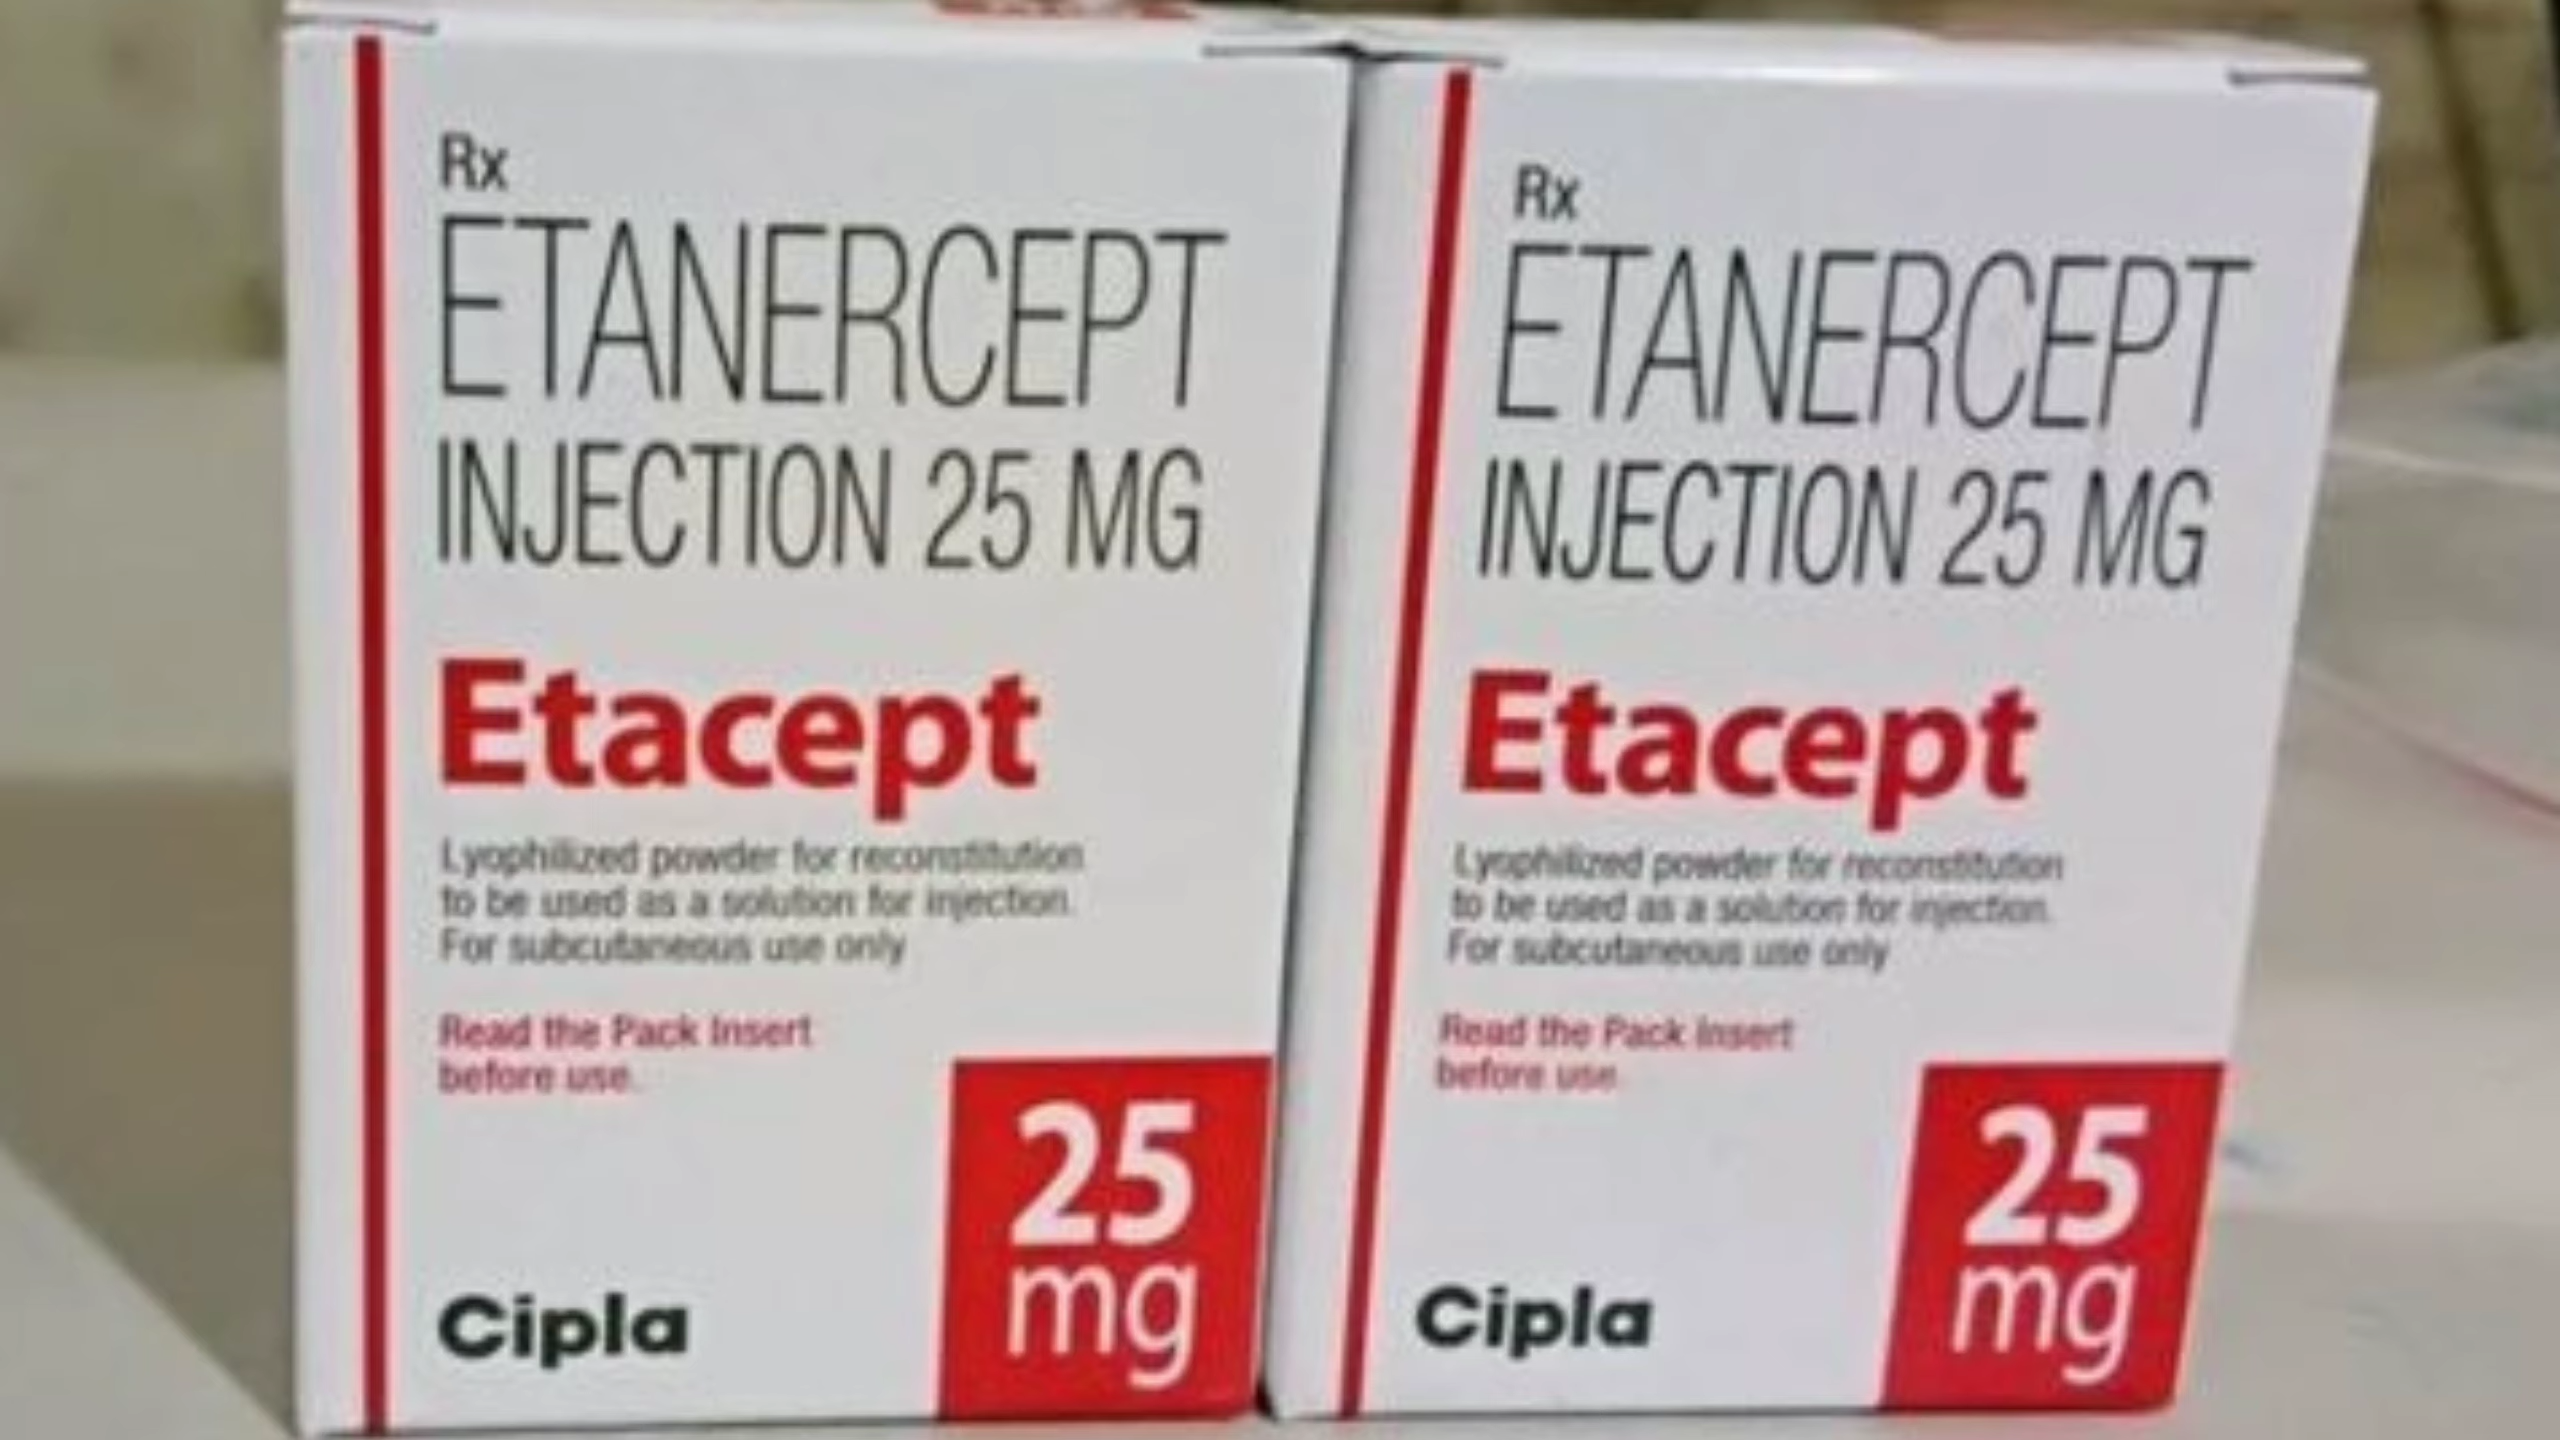 Rx
ETANERCEPT
INJECTION 25 MG
Etacept
Lyophilized powder for reconstitution
to be used as a solution for injection.
For subcutaneous use only
Read the Pack Insert
before use.
25
mg
Cipla
Rx
ETANERCEPT
INJECTION 25 MG
Etacept
Lyophilized powder for reconstitution
to be used as a solution for injection.
For subcutaneous use only
Read the Pack Insert
before use.
25
mg
Cipla